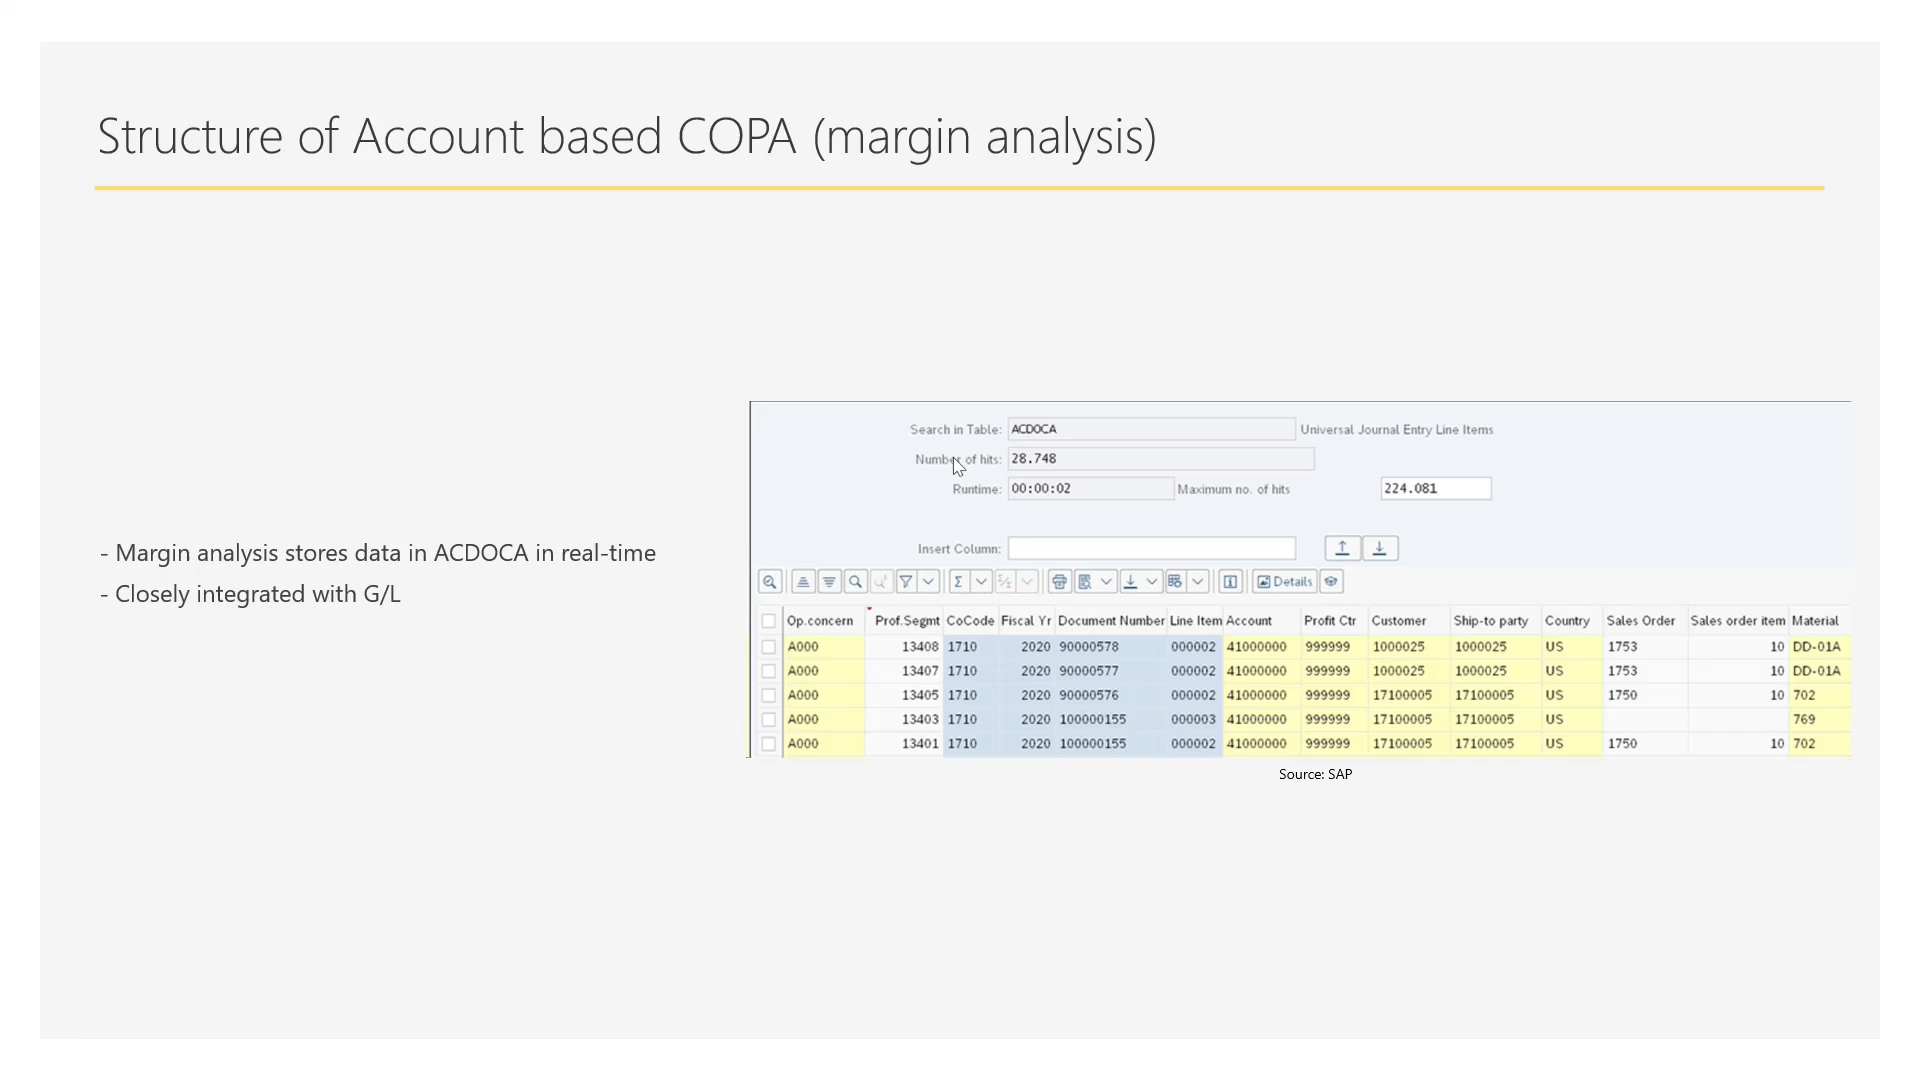 Structure of Account based COPA (margin analysis)
- Margin analysis stores data in ACDOCA in real-time
- Closely integrated with G/L
Search in Table: ACDOCA Universal Journal Entry Line Items
Number of hits: 28.748
Runtime: 00:00:02 Maximum no. of hits 224.081
Insert Column:
Details
Op.concern Prof.Segmt CoCode Fiscal Yr Document Number Line Item Account Profit Ctr Customer Ship-to party Country Sales Order Sales order item Material
A000 13408 1710 2020 90000578 000002 41000000 999999 1000025 1000025 US 1753 10 DD-01A
A000 13407 1710 2020 90000577 000002 41000000 999999 1000025 1000025 US 1753 10 DD-01A
A000 13405 1710 2020 90000576 000002 41000000 999999 17100005 17100005 US 1750 10 702
A000 13403 1710 2020 100000155 000003 41000000 999999 17100005 17100005 US 769
A000 13401 1710 2020 100000155 000002 41000000 999999 17100005 17100005 US 1750 10 702
Source: SAP